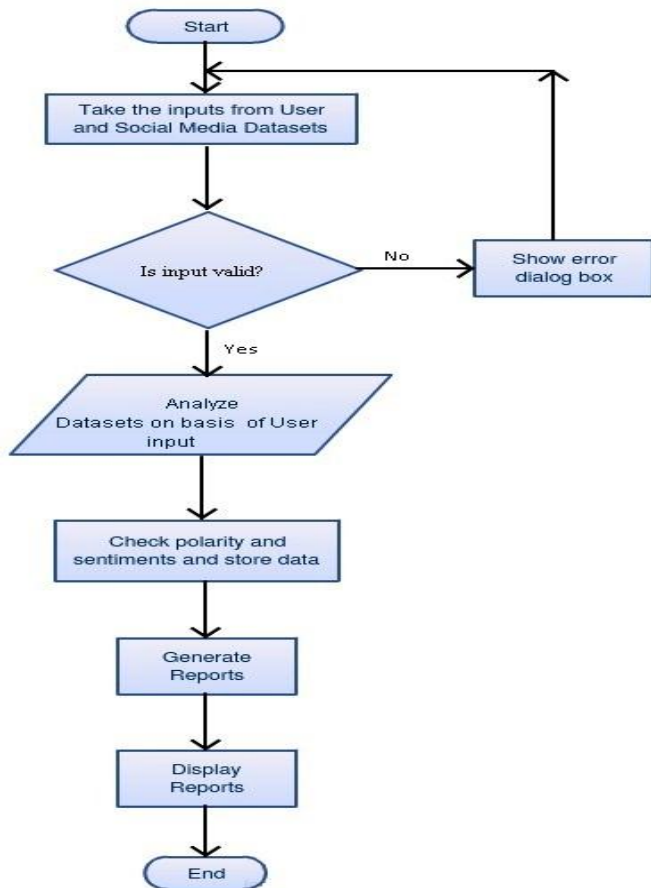 Start
Take the inputs from User
and Social Media Datasets
Is input valid?
No
Show error
dialog box
Yes
Analyze
Datasets on basis of User
input
Check polarity and
sentiments and store data
Generate
Reports
Display
Reports
End